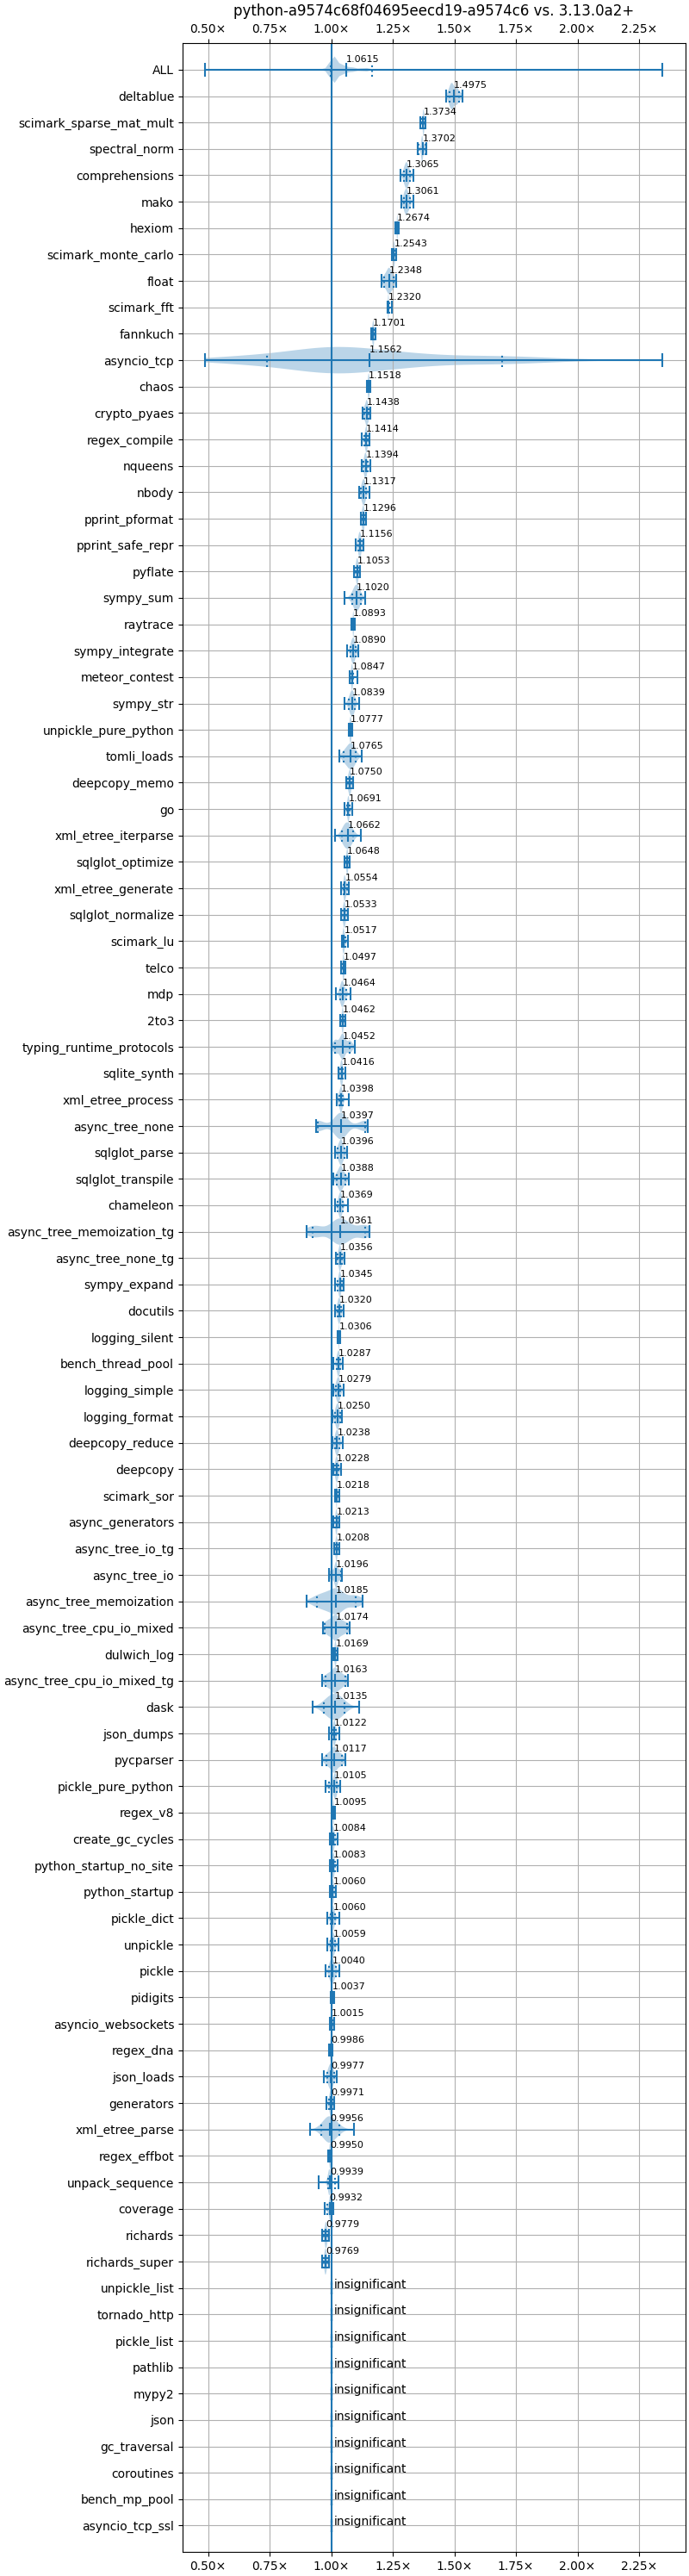 python-a9574c68f04695eecd19-a9574c6 vs. 3.13.0a2+
0.50× 0.75× 1.00× 1.25× 1.50× 1.75× 2.00× 2.25×
ALL 1.0615
deltablue 1.4975
scimark_sparse_mat_mult 1.3734
spectral_norm 1.3702
comprehensions 1.3065
mako 1.3061
hexiom 1.2674
scimark_monte_carlo 1.2543
float 1.2348
scimark_fft 1.2320
fannkuch 1.1701
asyncio_tcp 1.1562
chaos 1.1518
crypto_pyaes 1.1438
regex_compile 1.1414
nqueens 1.1394
nbody 1.1317
pprint_pformat 1.1296
pprint_safe_repr 1.1156
pyflate 1.1053
sympy_sum 1.1020
raytrace 1.0893
sympy_integrate 1.0890
meteor_contest 1.0847
sympy_str 1.0839
unpickle_pure_python 1.0777
tomli_loads 1.0765
deepcopy_memo 1.0750
go 1.0691
xml_etree_iterparse 1.0662
sqlglot_optimize 1.0648
xml_etree_generate 1.0554
sqlglot_normalize 1.0533
scimark_lu 1.0517
telco 1.0497
mdp 1.0464
2to3 1.0462
typing_runtime_protocols 1.0452
sqlite_synth 1.0416
xml_etree_process 1.0398
async_tree_none 1.0397
sqlglot_parse 1.0396
sqlglot_transpile 1.0388
chameleon 1.0369
async_tree_memoization_tg 1.0361
async_tree_none_tg 1.0356
sympy_expand 1.0345
docutils 1.0320
logging_silent 1.0306
bench_thread_pool 1.0287
logging_simple 1.0279
logging_format 1.0250
deepcopy_reduce 1.0238
deepcopy 1.0228
scimark_sor 1.0218
async_generators 1.0213
async_tree_io_tg 1.0208
async_tree_io 1.0196
async_tree_memoization 1.0185
async_tree_cpu_io_mixed 1.0174
dulwich_log 1.0169
async_tree_cpu_io_mixed_tg 1.0163
dask 1.0135
json_dumps 1.0122
pycparser 1.0117
pickle_pure_python 1.0105
regex_v8 1.0095
create_gc_cycles 1.0084
python_startup_no_site 1.0083
python_startup 1.0060
pickle_dict 1.0060
unpickle 1.0059
pickle 1.0040
pidigits 1.0037
asyncio_websockets 1.0015
regex_dna 0.9986
json_loads 0.9977
generators 0.9971
xml_etree_parse 0.9956
regex_effbot 0.9950
unpack_sequence 0.9939
coverage 0.9932
richards 0.9779
richards_super 0.9769
unpickle_list insignificant
tornado_http insignificant
pickle_list insignificant
pathlib insignificant
mypy2 insignificant
json insignificant
gc_traversal insignificant
coroutines insignificant
bench_mp_pool insignificant
asyncio_tcp_ssl insignificant
0.50× 0.75× 1.00× 1.25× 1.50× 1.75× 2.00× 2.25×